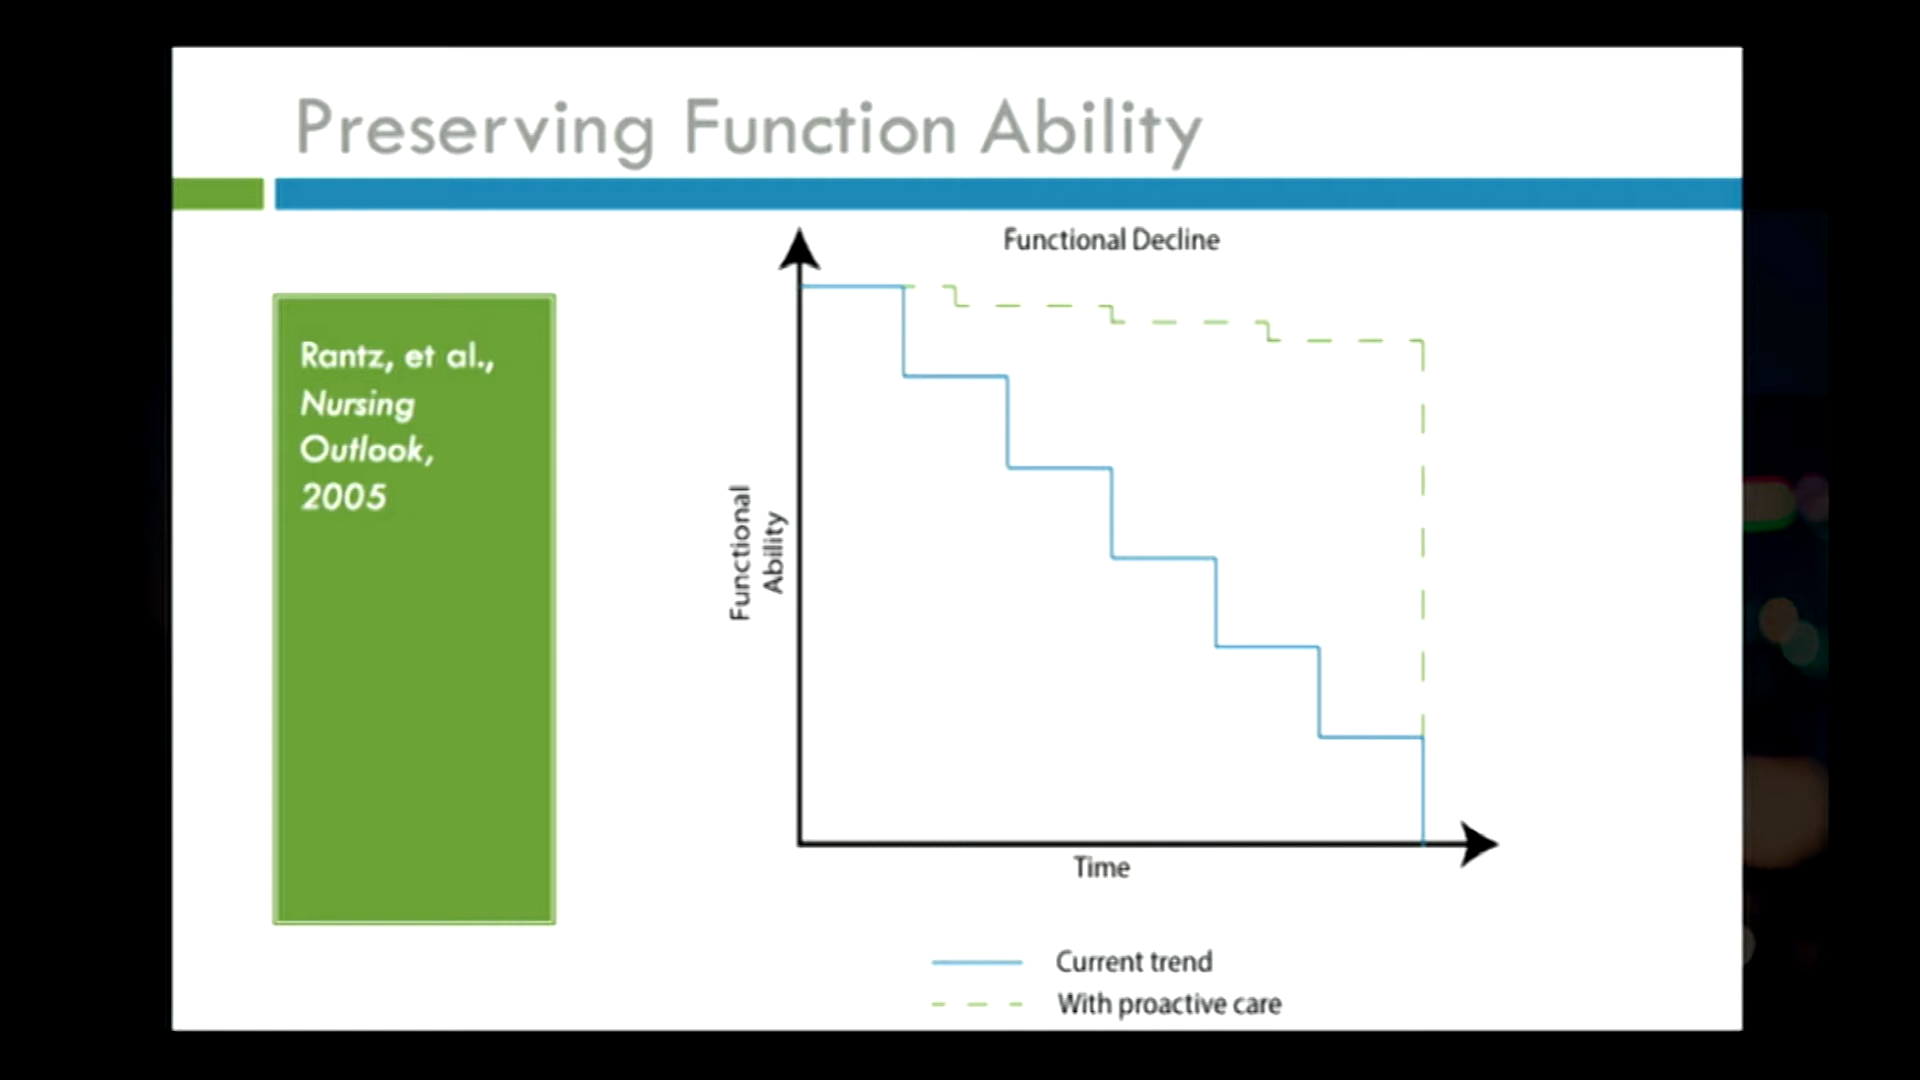 Preserving Function Ability
Rantz, et al.,
Nursing
Outlook,
2005
Functional Decline
Functional
Ability
Time
Current trend
With proactive care